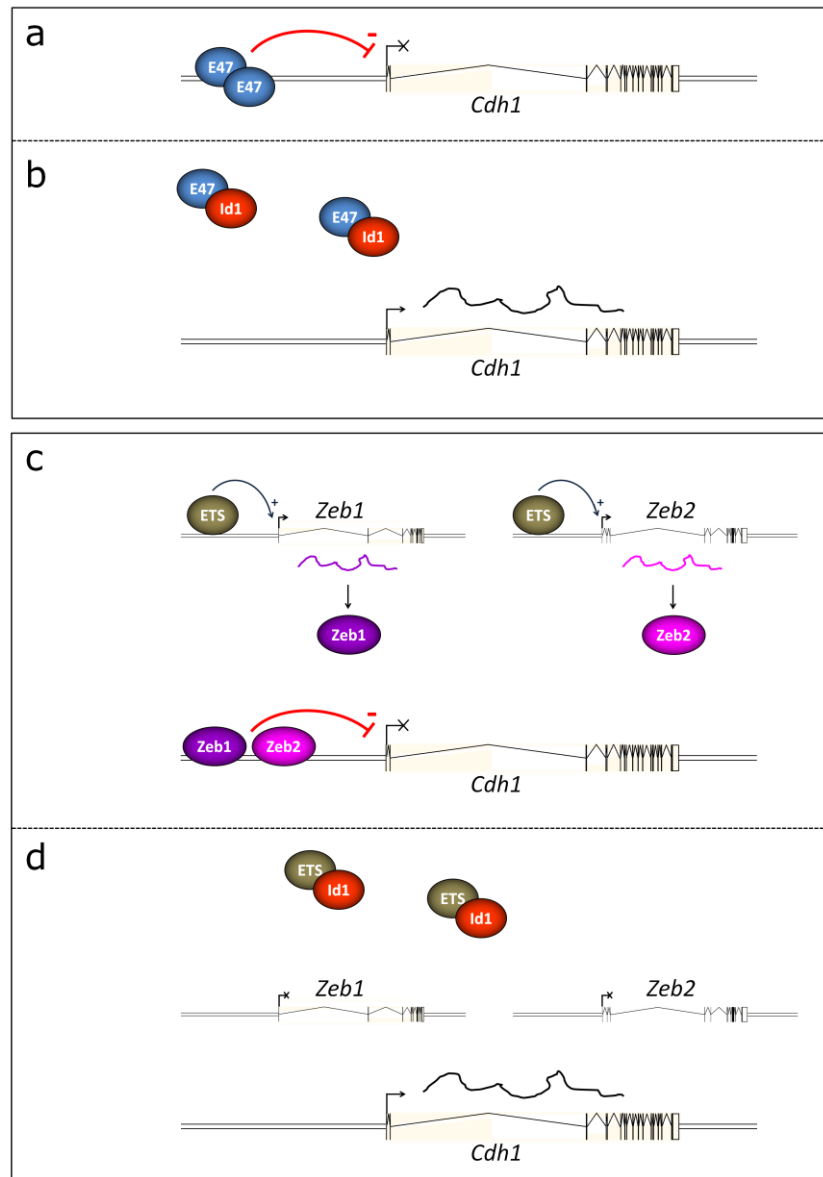 a
-
E47
E47
Cdh1
b
E47
Id1
E47
Id1
Cdh1
c
Zeb1
Zeb2
ETS
+
ETS
+
Zeb1
Zeb2
-
Zeb1
Zeb2
Cdh1
d
ETS
Id1
ETS
Id1
Zeb1
Zeb2
Cdh1